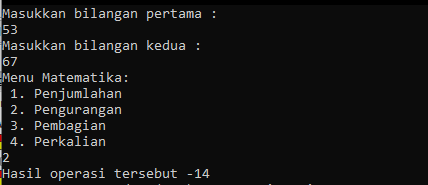 Masukkan bilangan pertama :
53
Masukkan bilangan kedua :
67
Menu Matematika:
1. Penjumlahan
2. Pengurangan
3. Pembagian
4. Perkalian
2
Hasil operasi tersebut -14